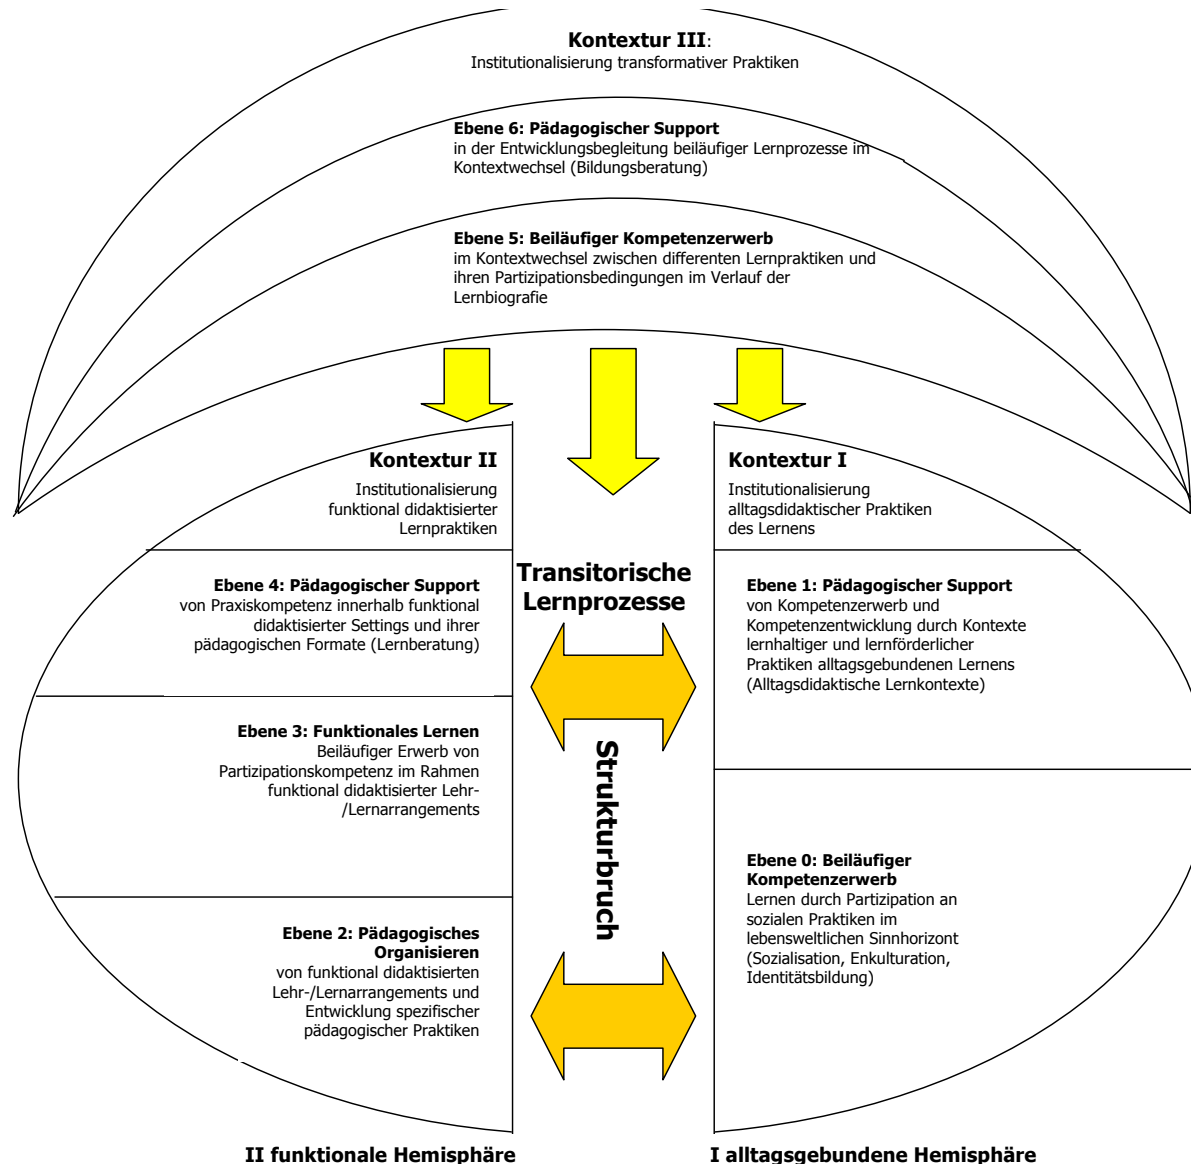 Kontextur III:
Institutionalisierung transformativer Praktiken
Ebene 6: Pädagogischer Support
in der Entwicklungsbegleitung beiläufiger Lernprozesse im
Kontextwechsel (Bildungsberatung)
Ebene 5: Beiläufiger Kompetenzerwerb
im Kontextwechsel zwischen differenten Lernpraktiken und
ihren Partizipationsbedingungen im Verlauf der
Lernbiografie
Kontextur II
Institutionalisierung
funktional didaktisierter
Lernpraktiken
Ebene 4: Pädagogischer Support
von Praxiskompetenz innerhalb funktional
didaktisierter Settings und ihrer
pädagogischen Formate (Lernberatung)
Ebene 3: Funktionales Lernen
Beiläufiger Erwerb von
Partizipationskompetenz im Rahmen
funktional didaktisierter Lehr-
/Lernarrangements
Ebene 2: Pädagogisches
Organisieren
von funktional didaktisierten
Lehr-/Lernarrangements und
Entwicklung spezifischer
pädagogischer Praktiken
Transitorische
Lernprozesse
Strukturbruch
Kontextur I
Institutionalisierung
alltagsdidaktischer Praktiken
des Lernens
Ebene 1: Pädagogischer Support
von Kompetenzerwerb und
Kompetenzentwicklung durch Kontexte
lernhaltiger und lernförderlicher
Praktiken alltagsgebundenen Lernens
(Alltagsdidaktische Lernkontexte)
Ebene 0: Beiläufiger
Kompetenzerwerb
Lernen durch Partizipation an
sozialen Praktiken im
lebensweltlichen Sinnhorizont
(Sozialisation, Enkulturation,
Identitätsbildung)
II funktionale Hemisphäre
I alltagsgebundene Hemisphäre